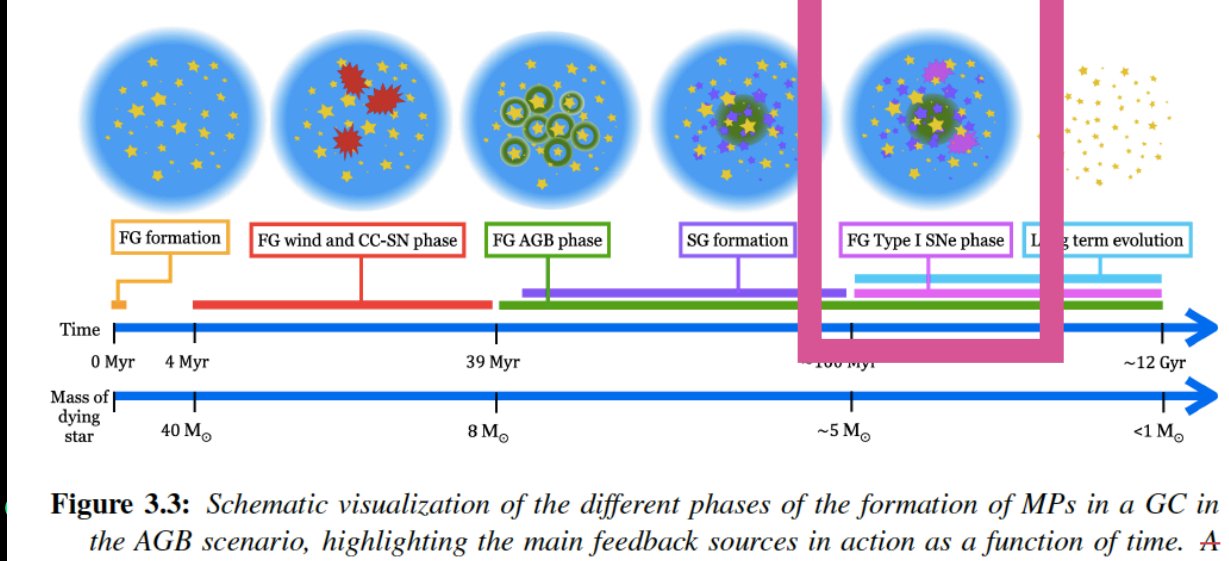 FG formation
FG wind and CC-SN phase
FG AGB phase
SG formation
FG Type I SNe phase
term evolution
Time
0 Myr
4 Myr
39 Myr
Myr
~12 Gyr
Mass of
dying
star
40 M⊙
8 M⊙
~5 M⊙
<1 M⊙
Figure 3.3: Schematic visualization of the different phases of the formation of MPs in a GC in
the AGB scenario, highlighting the main feedback sources in action as a function of time. A